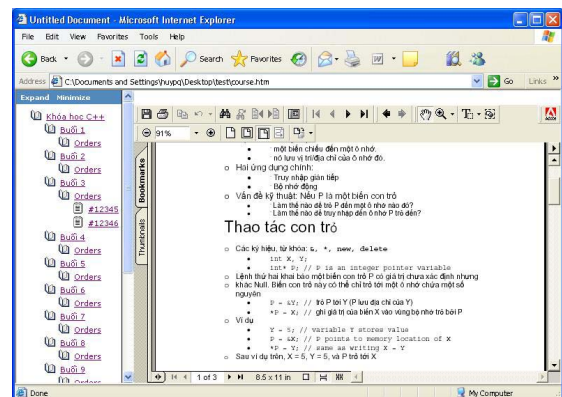 Untitled Document - Microsoft Internet Explorer
File Edit View Favorites Tools Help
Back Search Favorites
Address C:\Documents and Settings\huypq\Desktop\test\course.htm Go Links »
Expand Minimize
Khóa học C++
Buổi 1
Orders
Buổi 2
Orders
Buổi 3
Orders
#12345
#12346
Buổi 4
Orders
Buổi 5
Orders
Buổi 6
Orders
Buổi 7
Orders
Buổi 8
Orders
Buổi 9
Orders
91%
Bookmarks
Thumbnails
một biến chiều đến một ô nhớ.
nó lưu vị trí/địa chỉ của ô nhớ đó.
Hai ứng dụng chính:
Truy nhập gián tiếp
Bộ nhớ động
Vấn đề kỹ thuật: Nếu P là một biến con trỏ
Làm thế nào để trỏ P đến một ô nhớ nào đó?
Làm thế nào để truy nhập đến ô nhớ P trỏ đến?
Thao tác con trỏ
Các ký hiệu, từ khóa: &, *, new, delete
int X, Y;
int* P; // P is an integer pointer variable
Lệnh thứ hai khai báo một biến con trỏ P có giá trị chưa xác định nhưng
khác Null. Biến con trỏ này có thể chỉ trỏ tới một ô nhớ chứa một số
nguyên
P = &Y; // trỏ P tới Y (P lưu địa chỉ của Y)
*P = X; // ghi giá trị của biến X vào vùng bộ nhớ trỏ bởi P
Ví dụ
Y = 5; // variable Y stores value
P = &X; // P points to memory location of X
*P = Y; // same as writing X = Y
Sau ví dụ trên, X = 5, Y = 5, và P trỏ tới X
1 of 3 8.5 x 11 in
Done My Computer